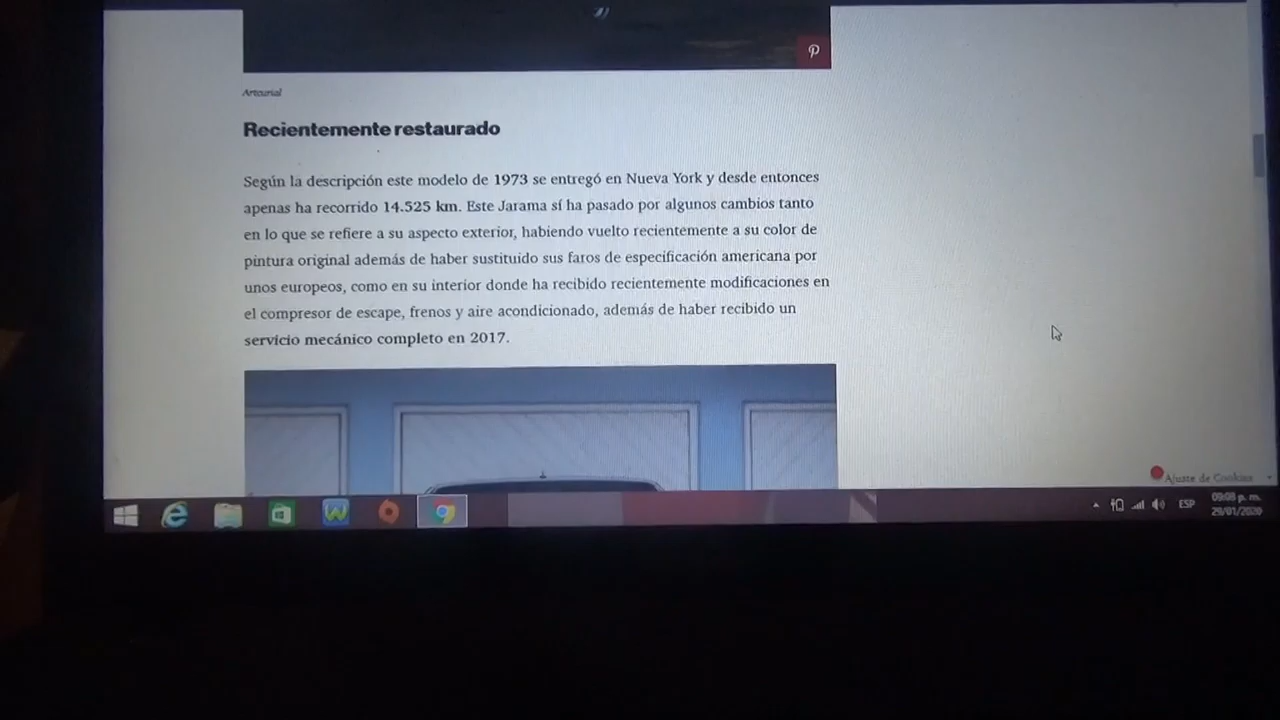 Artcurial
Recientemente restaurado
Según la descripción este modelo de 1973 se entregó en Nueva York y desde entonces
apenas ha recorrido 14.525 km. Este Jarama sí ha pasado por algunos cambios tanto
en lo que se refiere a su aspecto exterior, habiendo vuelto recientemente a su color de
pintura original además de haber sustituido sus faros de especificación americana por
unos europeos, como en su interior donde ha recibido recientemente modificaciones en
el compresor de escape, frenos y aire acondicionado, además de haber recibido un
servicio mecánico completo en 2017.
Ajuste de Cookies
ESP
09:08 p. m.
29/01/2020